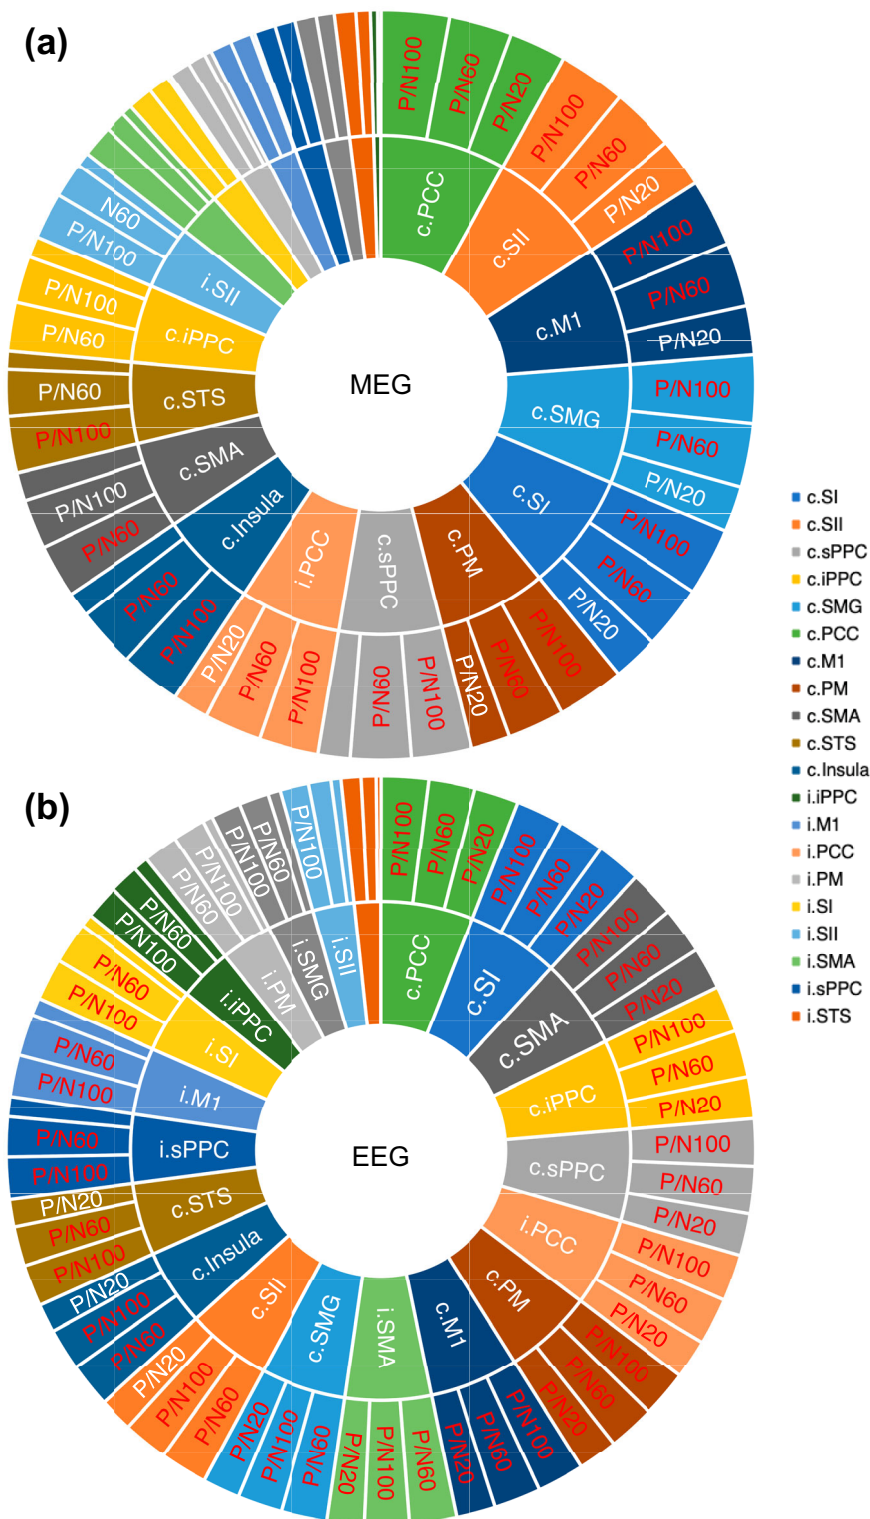 (a)
MEG
c.PCC
P/N100
P/N60
P/N20
c.SII
P/N100
P/N60
P/N20
c.M1
P/N100
P/N60
P/N20
c.SMG
P/N100
P/N60
P/N20
c.SI
P/N100
P/N60
P/N20
c.PM
P/N100
P/N60
P/N20
c.sPPC
P/N100
P/N60
i.PCC
P/N100
P/N60
P/N20
c.Insula
P/N100
P/N60
c.SMA
P/N60
P/N100
c.STS
P/N100
P/N60
c.iPPC
P/N60
P/N100
i.SII
P/N100
N60
(b)
EEG
c.PCC
P/N100
P/N60
P/N20
c.SI
P/N100
P/N60
P/N20
c.SMA
P/N100
P/N60
P/N20
c.iPPC
P/N100
P/N60
P/N20
c.sPPC
P/N100
P/N60
P/N20
i.PCC
P/N100
P/N60
P/N20
c.PM
P/N100
P/N60
P/N20
c.M1
P/N100
P/N60
P/N20
i.SMA
P/N60
P/N100
P/N20
c.SMG
P/N60
P/N100
P/N20
c.SII
P/N60
P/N100
P/N20
c.Insula
P/N60
P/N100
P/N20
c.STS
P/N100
P/N60
P/N20
i.sPPC
P/N100
P/N60
i.M1
P/N100
P/N60
i.SI
P/N100
P/N60
i.iPPC
P/N100
P/N60
i.PM
P/N60
P/N100
i.SMG
P/N100
P/N60
i.SII
P/N100
c.SI
c.SII
c.sPPC
c.iPPC
c.SMG
c.PCC
c.M1
c.PM
c.SMA
c.STS
c.Insula
i.iPPC
i.M1
i.PCC
i.PM
i.SI
i.SII
i.SMA
i.sPPC
i.STS